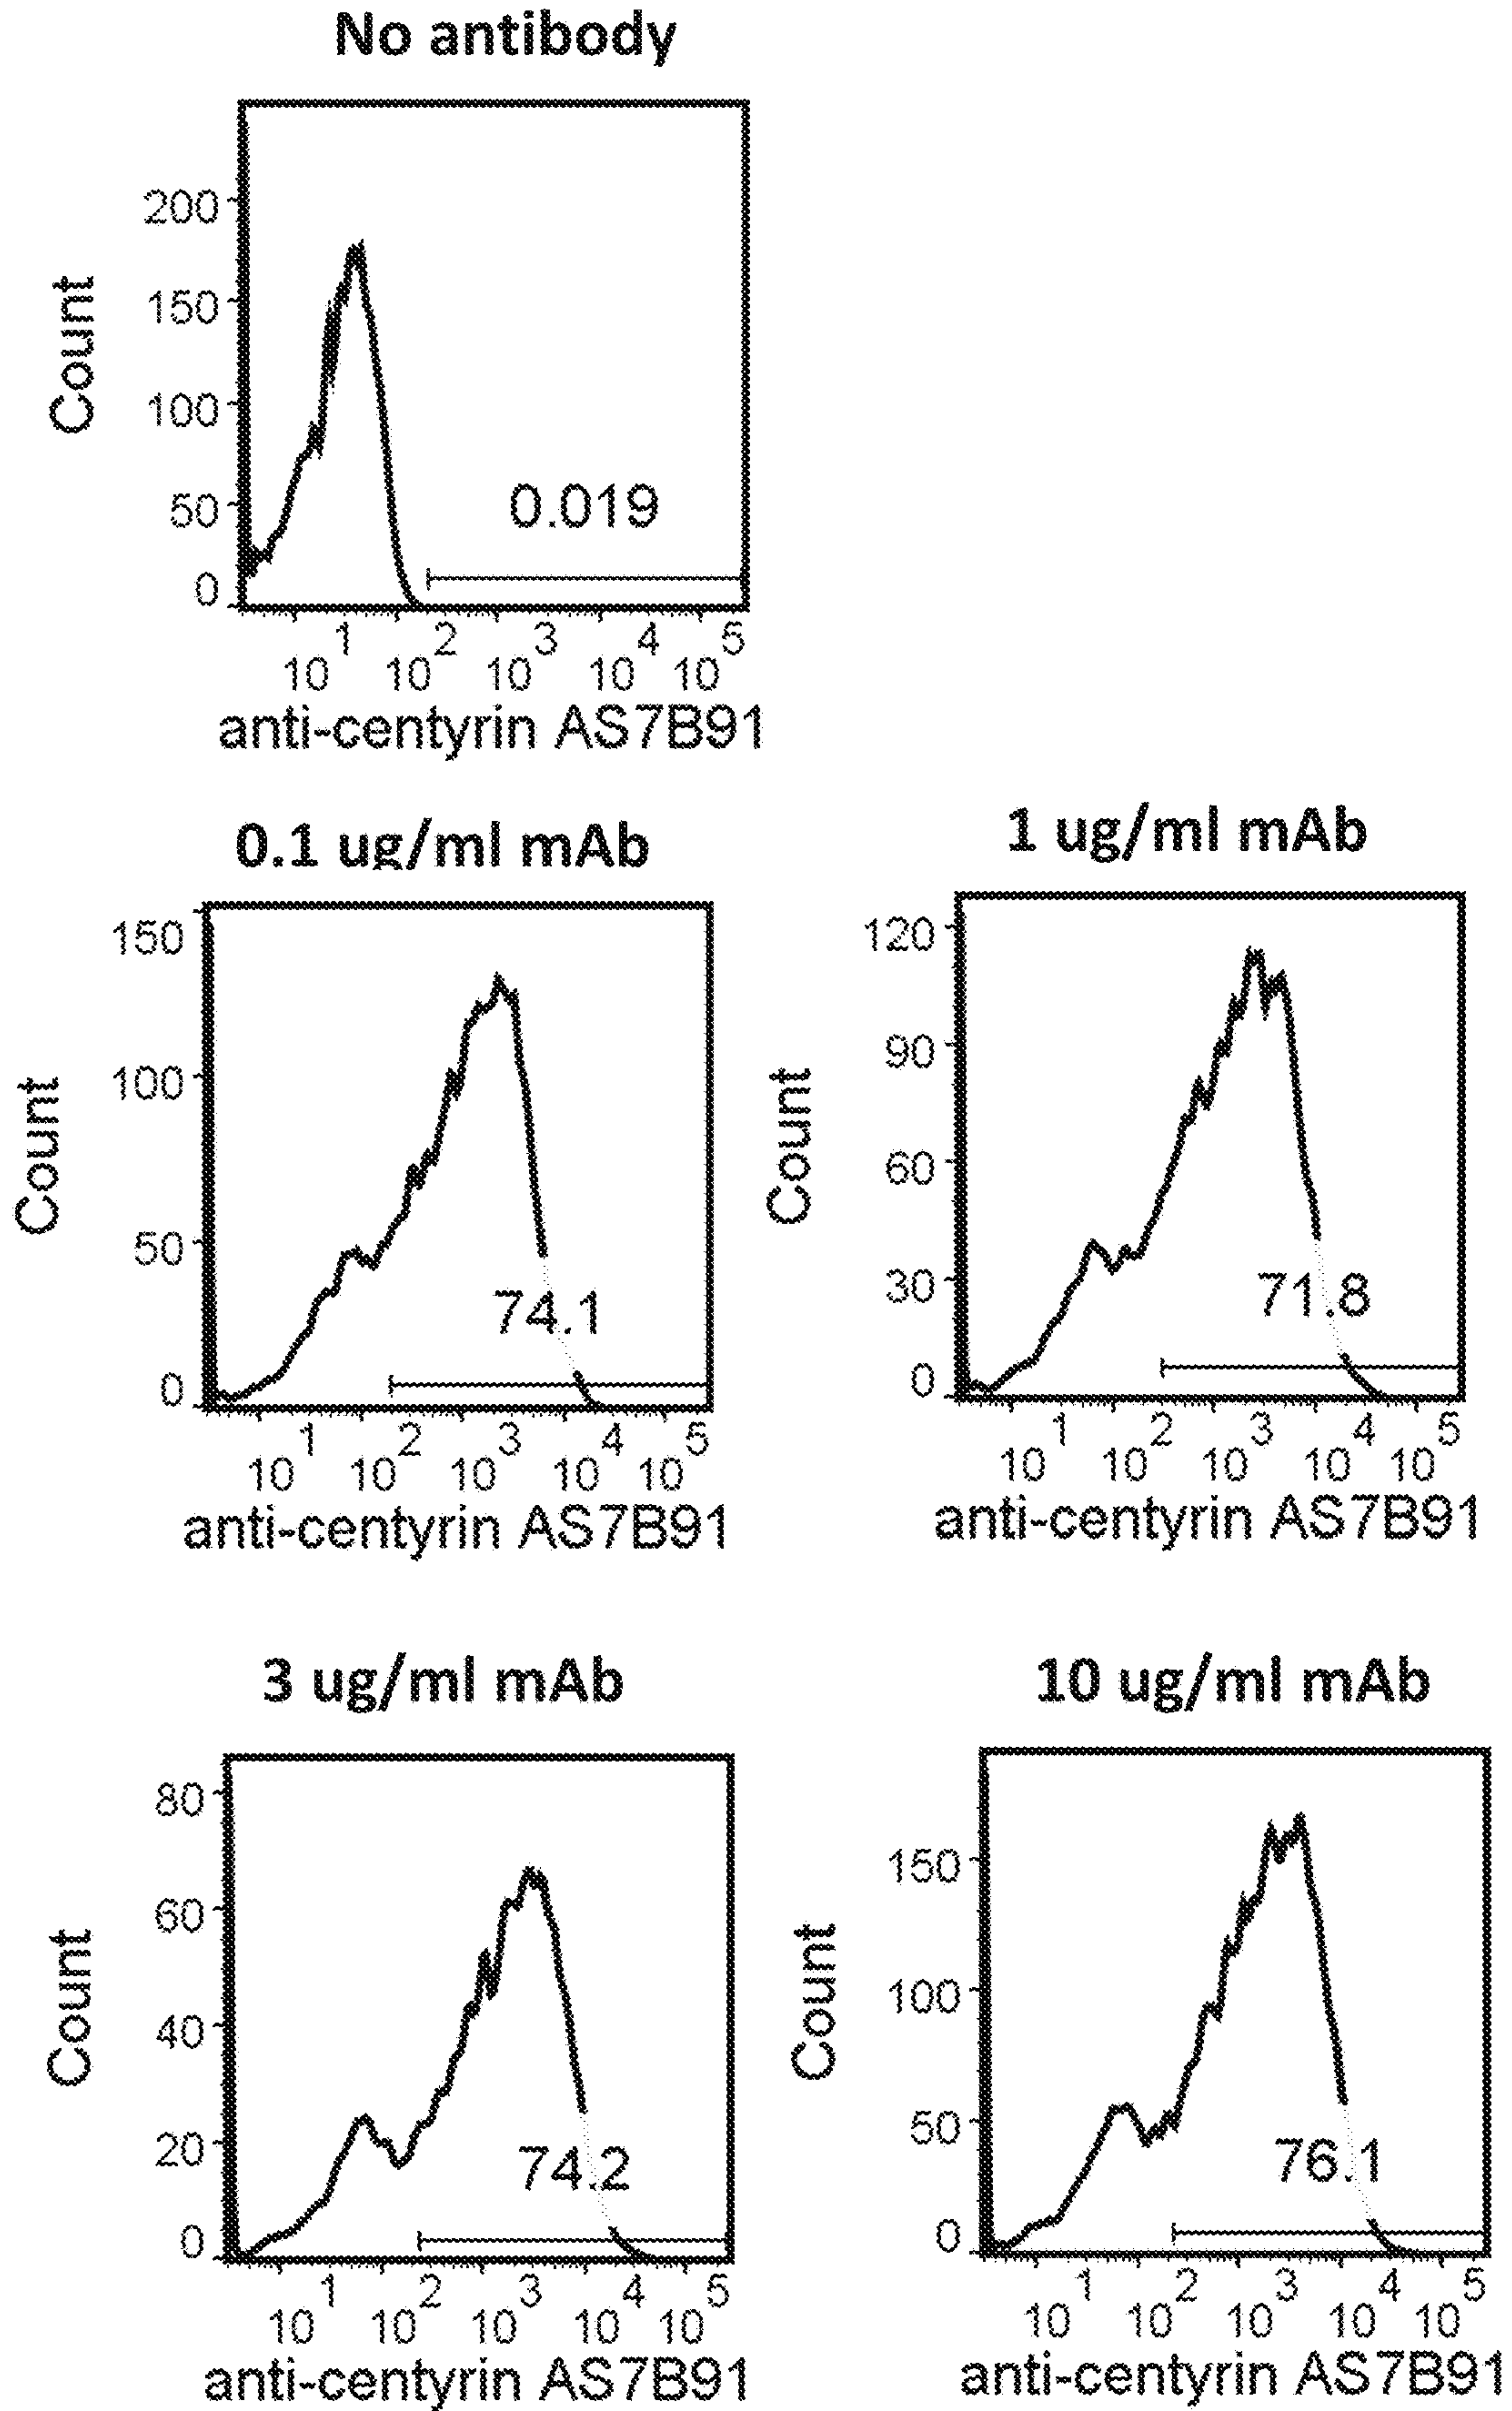 No antibody
Count
200
150
100
50
0
0.019
10^1 10^2 10^3 10^4 10^5
anti-centyrin AS7B91
0.1 ug/ml mAb
Count
150
100
50
0
74.1
10^1 10^2 10^3 10^4 10^5
anti-centyrin AS7B91
1 ug/ml mAb
Count
120
90
60
30
0
71.8
10^1 10^2 10^3 10^4 10^5
anti-centyrin AS7B91
3 ug/ml mAb
Count
80
60
40
20
0
74.2
10^1 10^2 10^3 10^4 10^5
anti-centyrin AS7B91
10 ug/ml mAb
Count
150
100
50
0
76.1
10^1 10^2 10^3 10^4 10^5
anti-centyrin AS7B91